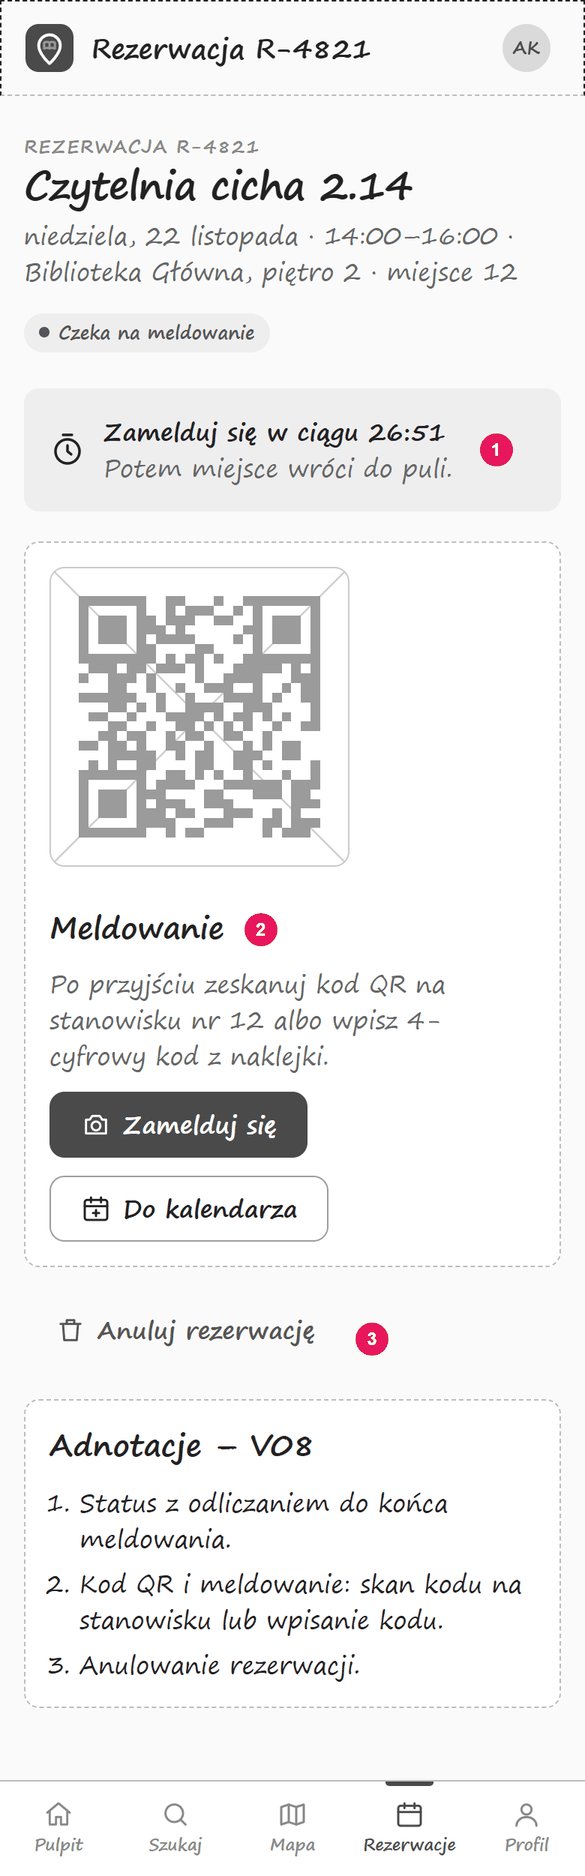 Rezerwacja R-4821
AK
REZERWACJA R-4821
Czytelnia cicha 2.14
niedziela, 22 listopada · 14:00–16:00 ·
Biblioteka Główna, piętro 2 · miejsce 12
Czeka na meldowanie
Zamelduj się w ciągu 26:51
Potem miejsce wróci do puli.
1
Meldowanie
2
Po przyjściu zeskanuj kod QR na
stanowisku nr 12 albo wpisz 4-
cyfrowy kod z naklejki.
Zamelduj się
Do kalendarza
Anuluj rezerwację
3
Adnotacje – V08
1. Status z odliczaniem do końca
meldowania.
2. Kod QR i meldowanie: skan kodu na
stanowisku lub wpisanie kodu.
3. Anulowanie rezerwacji.
Pulpit
Szukaj
Mapa
Rezerwacje
Profil